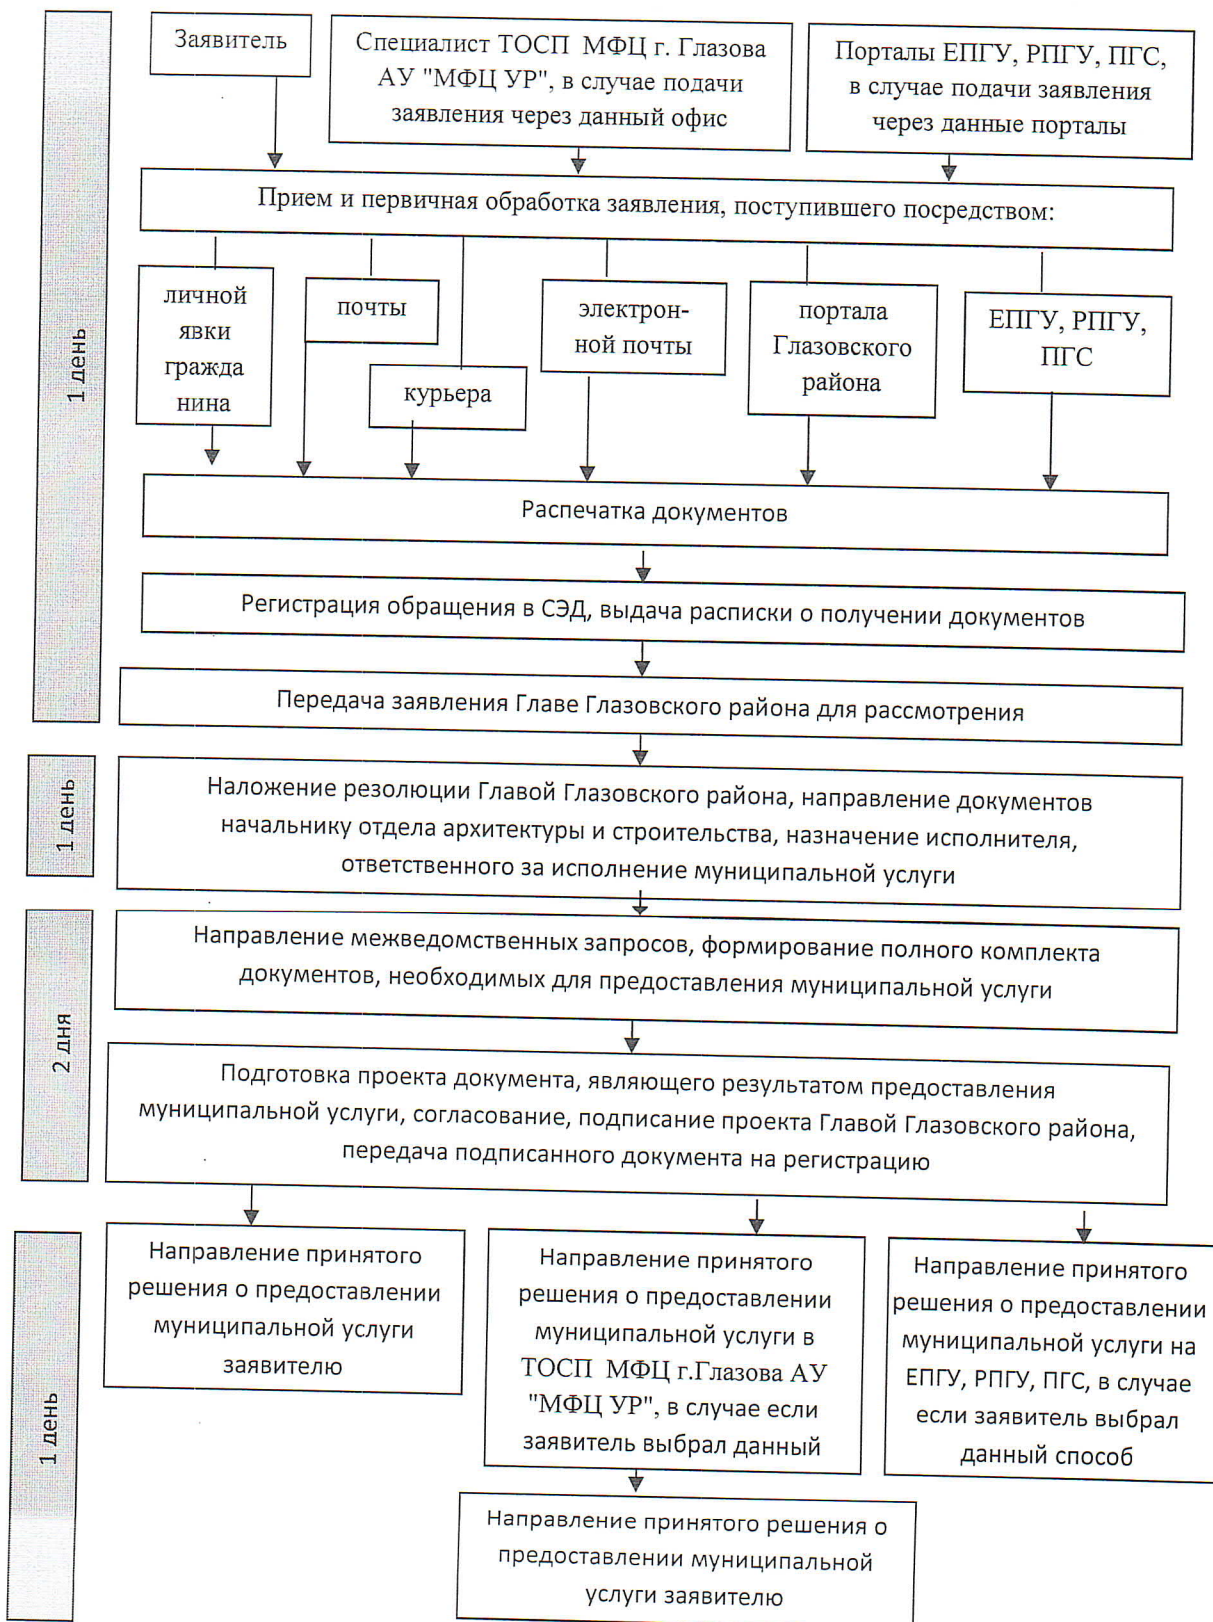 Заявитель
Специалист ТОСП МФЦ г. Глазова
АУ "МФЦ УР", в случае подачи
заявления через данный офис
Порталы ЕПГУ, РПГУ, ПГС,
в случае подачи заявления
через данные порталы
Прием и первичная обработка заявления, поступившего посредством:
личной
явки
гражда
нина
почты
курьера
электрон-
ной почты
портала
Глазовского
района
ЕПГУ, РПГУ,
ПГС
1 день
Распечатка документов
Регистрация обращения в СЭД, выдача расписки о получении документов
Передача заявления Главе Глазовского района для рассмотрения
1 день
Наложение резолюции Главой Глазовского района, направление документов
начальнику отдела архитектуры и строительства, назначение исполнителя,
ответственного за исполнение муниципальной услуги
2 дня
Направление межведомственных запросов, формирование полного комплекта
документов, необходимых для предоставления муниципальной услуги
Подготовка проекта документа, являющего результатом предоставления
муниципальной услуги, согласование, подписание проекта Главой Глазовского района,
передача подписанного документа на регистрацию
1 день
Направление принятого
решения о предоставлении
муниципальной услуги
заявителю
Направление принятого
решения о предоставлении
муниципальной услуги в
ТОСП МФЦ г.Глазова АУ
"МФЦ УР", в случае если
заявитель выбрал данный
Направление принятого
решения о предоставлении
муниципальной услуги на
ЕПГУ, РПГУ, ПГС, в случае
если заявитель выбрал
данный способ
Направление принятого решения о
предоставлении муниципальной
услуги заявителю